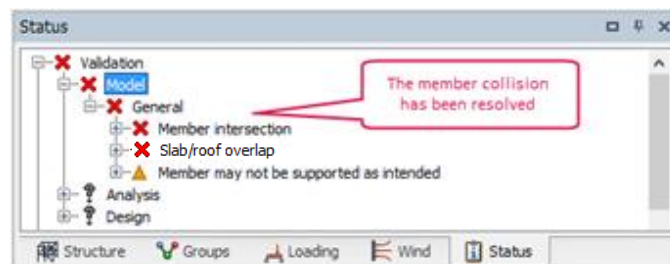 Status
Validation
Model
The member collision
has been resolved
General
Member intersection
Slab/roof overlap
Member may not be supported as intended
Analysis
Design
Structure Groups Loading Wind Status